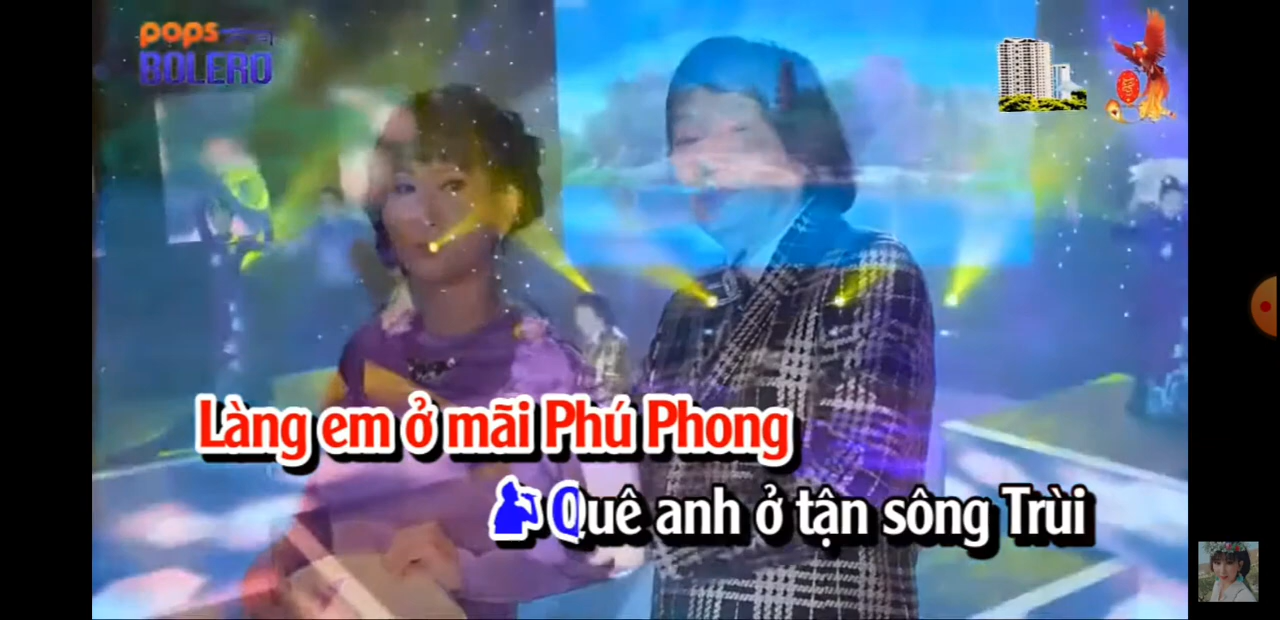 pops
BOLERO
Làng em ở mãi Phú Phong
Quê anh ở tận sông Trùi